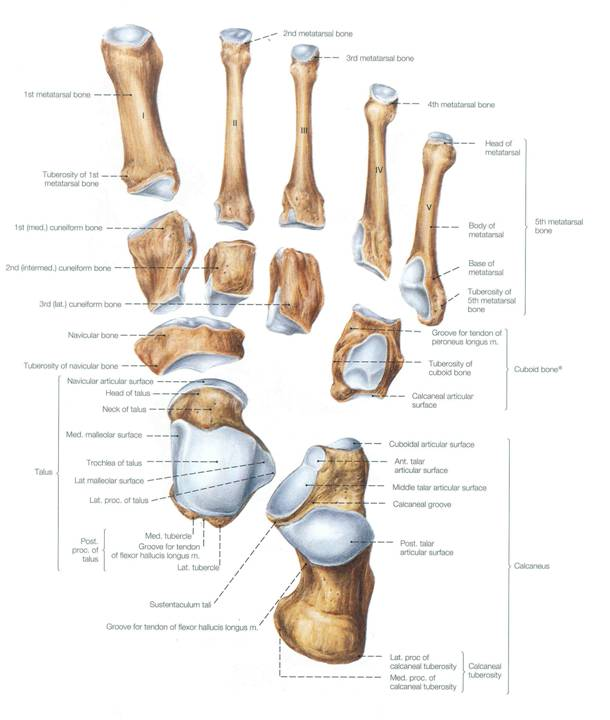 2nd metatarsal bone
3rd metatarsal bone
1st metatarsal bone
4th metatarsal bone
I
II
III
IV
V
Head of
metatarsal
Tuberosity of 1st
metatarsal bone
5th metatarsal
bone
1st (med.) cuneiform bone
Body of
metatarsal
2nd (intermed.) cuneiform bone
Base of
metatarsal
3rd (lat.) cuneiform bone
Tuberosity of
5th metatarsal
bone
Navicular bone
Groove for tendon of
peroneus longus m.
Tuberosity of navicular bone
Tuberosity of
cuboid bone
Cuboid bone*
Navicular articular surface
Head of talus
Calcaneal articular
surface
Neck of talus
Med. malleolar surface
Cuboidal articular surface
Talus
Trochlea of talus
Ant. talar
articular surface
Lat malleolar surface
Middle talar articular surface
Lat. proc. of talus
Calcaneal groove
Post.
proc. of
talus
Med. tubercle
Groove for tendon
of flexor hallucis longus m.
Lat. tubercle
Post. talar
articular surface
Calcaneus
Sustentaculum tali
Groove for tendon of flexor hallucis longus m.
Lat. proc of
calcaneal tuberosity
Med. proc. of
calcaneal tuberosity
Calcaneal
tuberosity